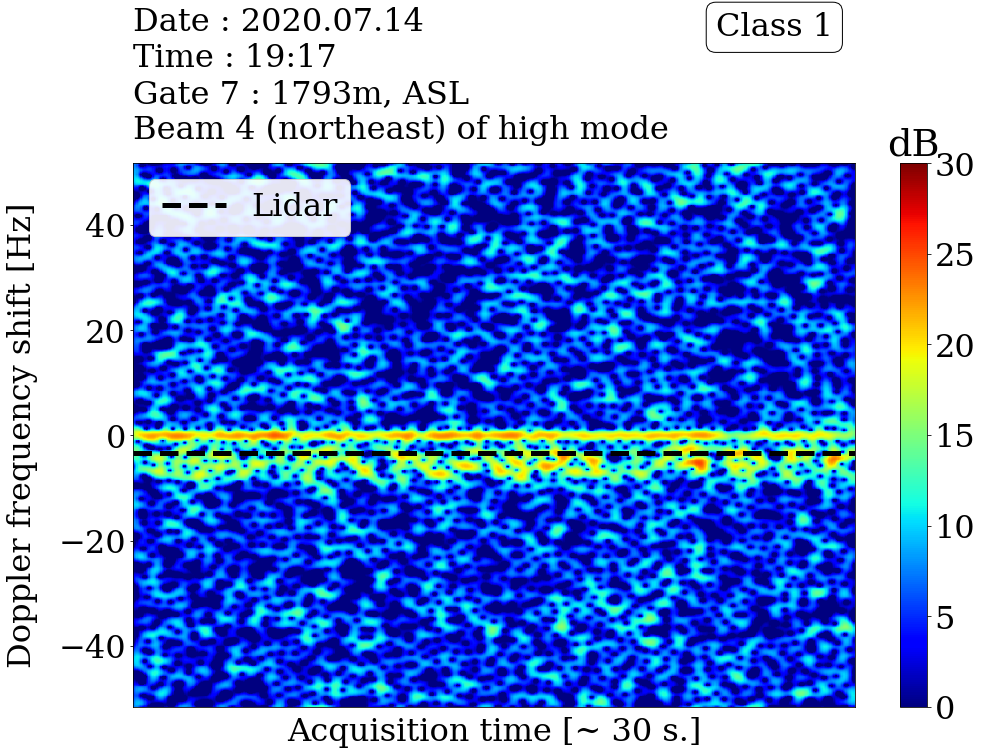 Date : 2020.07.14
Time : 19:17
Gate 7 : 1793m, ASL
Beam 4 (northeast) of high mode
Class 1
dB
Lidar
Doppler frequency shift [Hz]
40
20
0
−20
−40
30
25
20
15
10
5
0
Acquisition time [~ 30 s.]